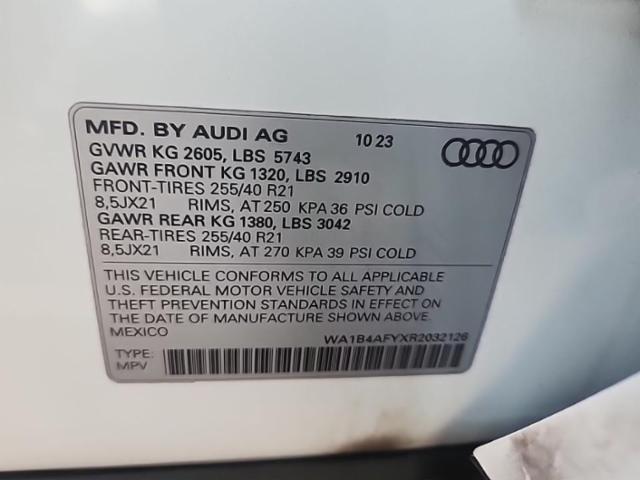 MFD. BY AUDI AG 10 23
GVWR KG 2605, LBS 5743
GAWR FRONT KG 1320, LBS 2910
FRONT-TIRES 255/40 R21
8,5JX21 RIMS, AT 250 KPA 36 PSI COLD
GAWR REAR KG 1380, LBS 3042
REAR-TIRES 255/40 R21
8,5JX21 RIMS, AT 270 KPA 39 PSI COLD
THIS VEHICLE CONFORMS TO ALL APPLICABLE
U.S. FEDERAL MOTOR VEHICLE SAFETY AND
THEFT PREVENTION STANDARDS IN EFFECT ON
THE DATE OF MANUFACTURE SHOWN ABOVE.
MEXICO WA1B4AFYXR2032126
TYPE:
MPV